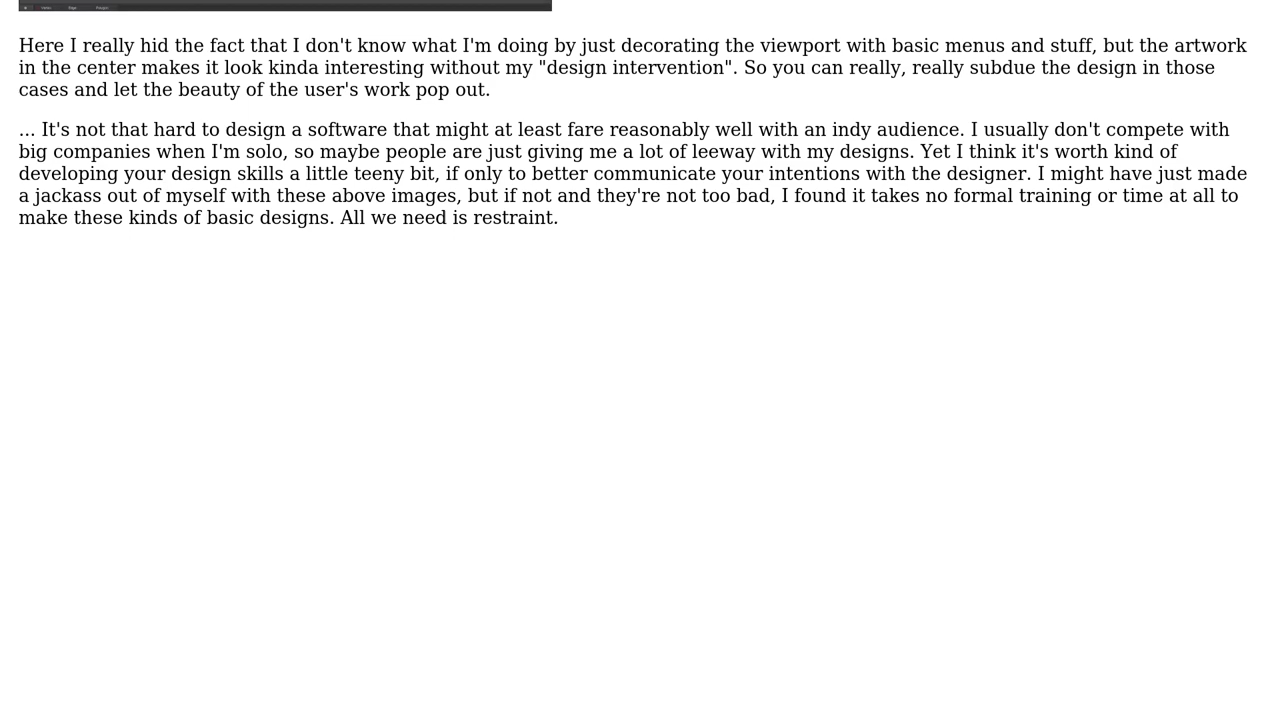 Here I really hid the fact that I don't know what I'm doing by just decorating the viewport with basic menus and stuff, but the artwork
in the center makes it look kinda interesting without my "design intervention". So you can really, really subdue the design in those
cases and let the beauty of the user's work pop out.
... It's not that hard to design a software that might at least fare reasonably well with an indy audience. I usually don't compete with
big companies when I'm solo, so maybe people are just giving me a lot of leeway with my designs. Yet I think it's worth kind of
developing your design skills a little teeny bit, if only to better communicate your intentions with the designer. I might have just made
a jackass out of myself with these above images, but if not and they're not too bad, I found it takes no formal training or time at all to
make these kinds of basic designs. All we need is restraint.